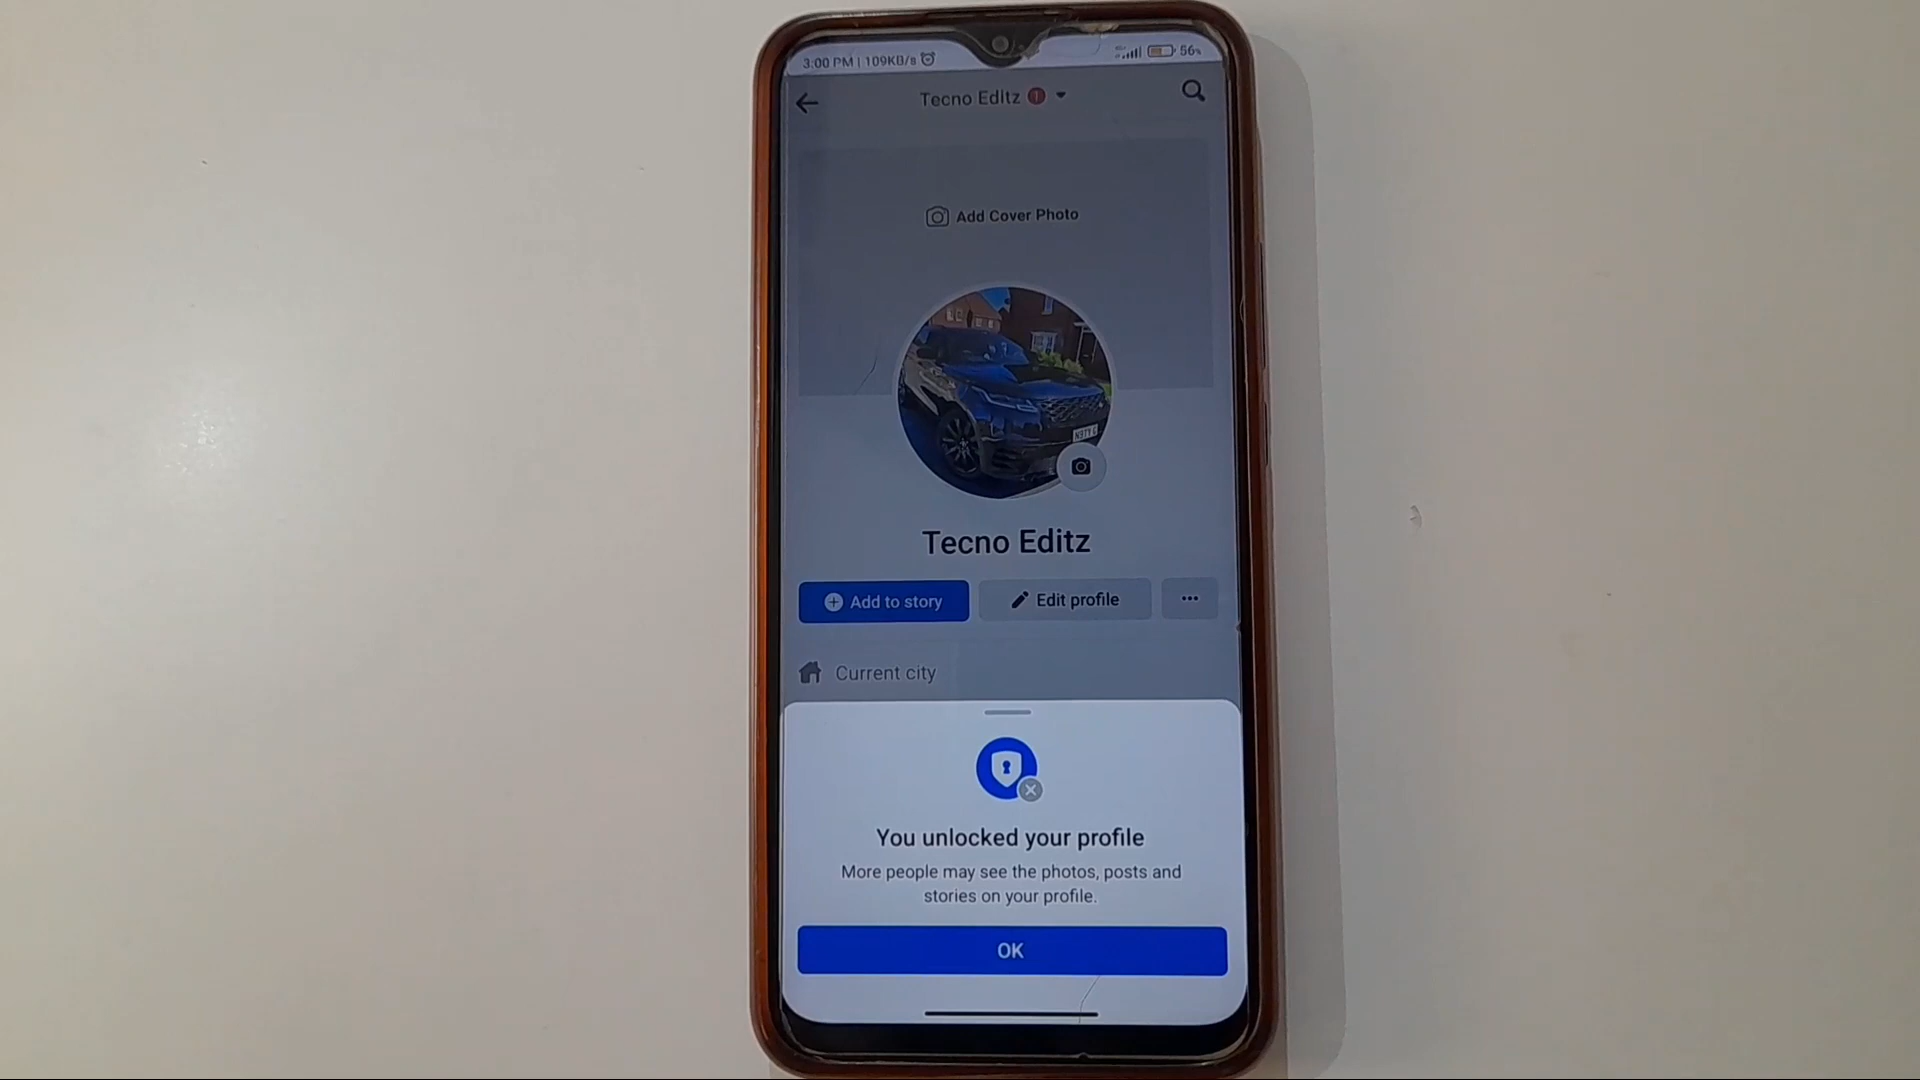 3:00 PM | 109KB/s
56%
Tecno Editz 1
Add Cover Photo
Tecno Editz
Add to story
Edit profile
Current city
You unlocked your profile
More people may see the photos, posts and
stories on your profile.
OK